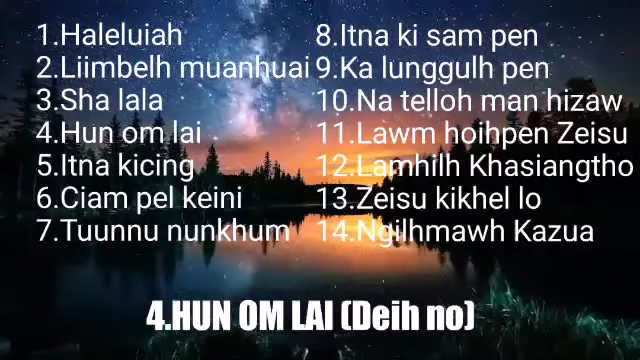 1.Haleluiah
2.Liimbelh muanhuai
3.Sha lala
4.Hun om lai
5.Itna kicing
6.Ciam pel keini
7.Tuunnu nunkhum
8.Itna ki sam pen
9.Ka lunggulh pen
10.Na telloh man hizaw
11.Lawm hoihpen Zeisu
12.Lamhilh Khasiangtho
13.Zeisu kikhel lo
14.Ngilhmawh Kazua
4.HUN OM LAI (Deih no)